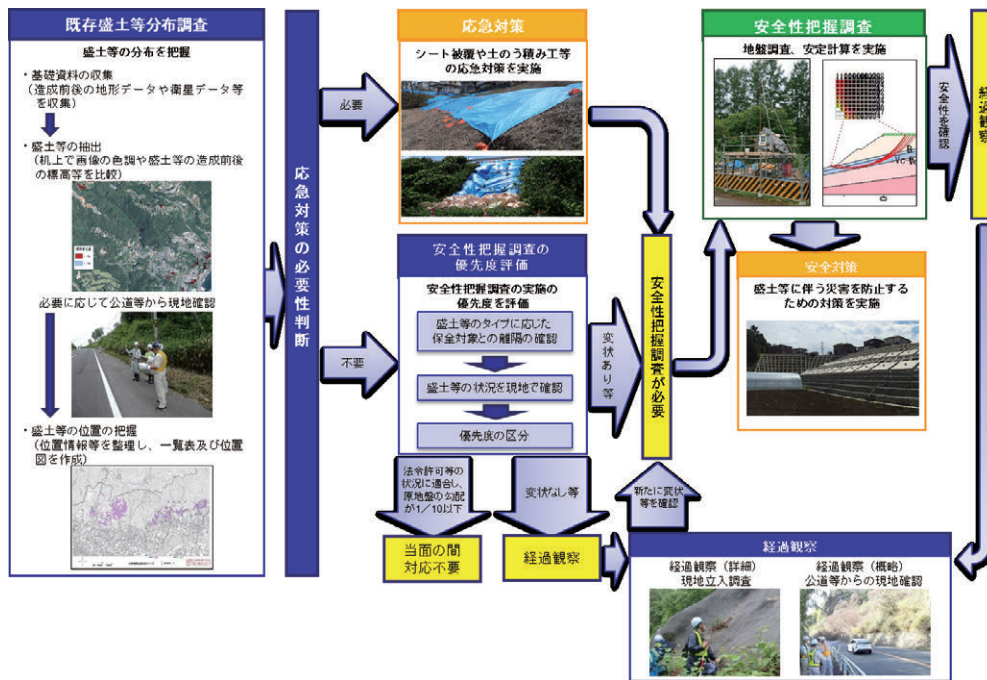 既存盛土等分布調査
盛土等の分布を把握
・基礎資料の収集
(造成前後の地形データや衛星データ等
を収集)
・盛土等の抽出
(机上で画像の色調や盛土等の造成前後
の標高等を比較)
必要に応じて公道等から現地確認
・盛土等の位置の把握
(位置情報等を整理し、一覧表及び位置
図を作成)
応急対策の必要性判断
必要
不要
応急対策
シート被覆や土のう積み工等
の応急対策を実施
安全性把握調査の
優先度評価
安全性把握調査の実施の
優先度を評価
盛土等のタイプに応じた
保全対象との離隔の確認
盛土等の状況を現地で確認
優先度の区分
法令許可等の
状況に適合し、
原地盤の勾配
が1/10以下
当面の間
対応不要
変状なし等
経過観察
変状あり等
安全性把握調査が
必要
新たに変状
等を確認
安全性把握調査
地盤調査、安定計算を実施
安全性を確認
経過観察
安全対策
盛土等に伴う災害を防止する
ための対策を実施
経過観察
経過観察(詳細)
現地立入調査
経過観察(概略)
公道等からの現地確認